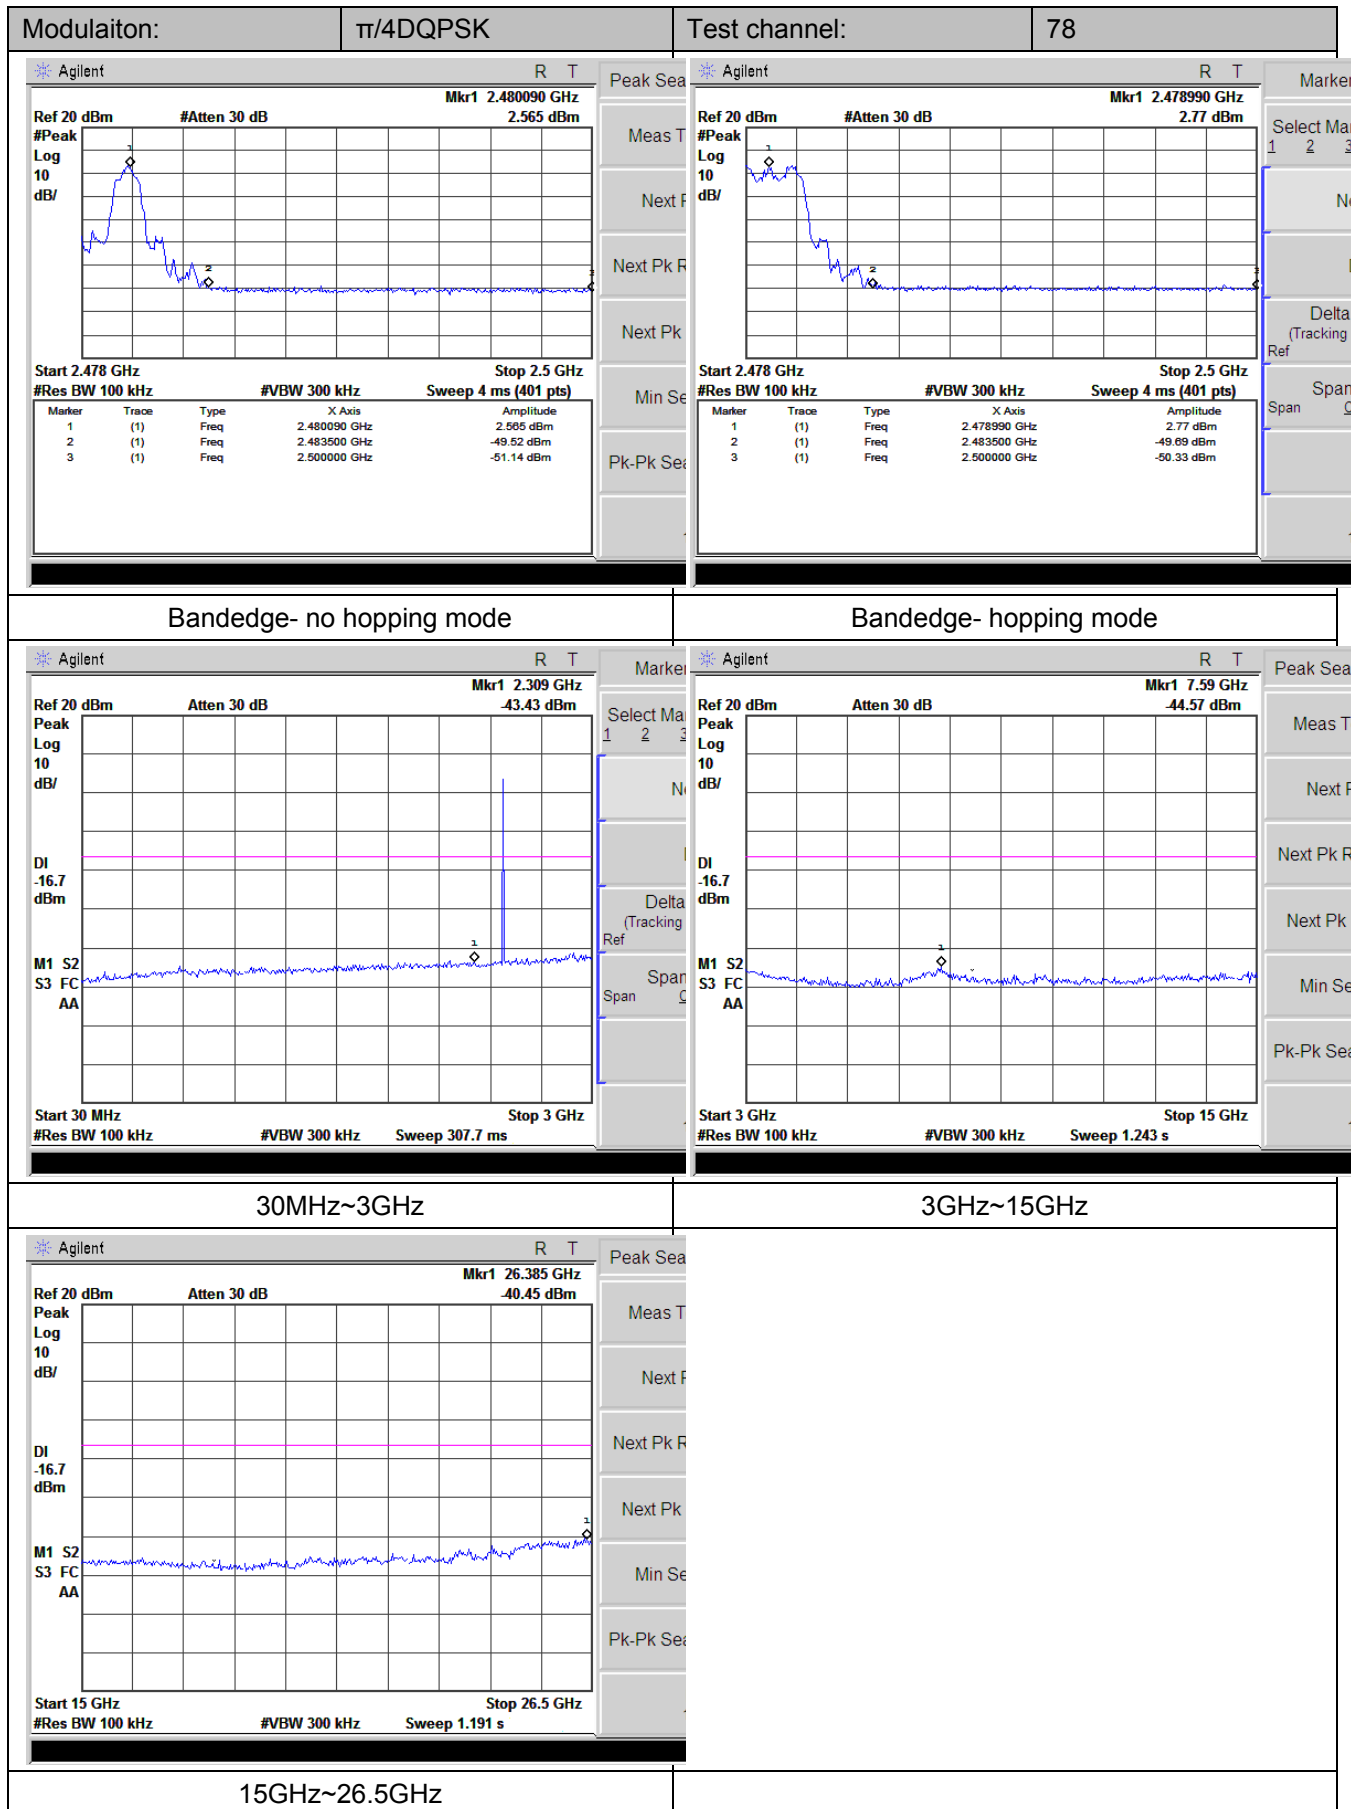 Modulaiton: π/4DQPSK Test channel: 78
Agilent R T
Peak Sea
Mkr1 2.480090 GHz
Ref 20 dBm #Atten 30 dB 2.565 dBm
#Peak
Log
10
dB/
1
2
Start 2.478 GHz Stop 2.5 GHz
#Res BW 100 kHz #VBW 300 kHz Sweep 4 ms (401 pts)
Marker Trace Type X Axis Amplitude
1 (1) Freq 2.480090 GHz 2.565 dBm
2 (1) Freq 2.483500 GHz -49.52 dBm
3 (1) Freq 2.500000 GHz -51.14 dBm
Meas T
Next P
Next Pk R
Next Pk
Min Se
Pk-Pk Sea
Agilent R T
Marker
Mkr1 2.478990 GHz
Ref 20 dBm #Atten 30 dB 2.77 dBm
#Peak
Log
10
dB/
1
2
Start 2.478 GHz Stop 2.5 GHz
#Res BW 100 kHz #VBW 300 kHz Sweep 4 ms (401 pts)
Marker Trace Type X Axis Amplitude
1 (1) Freq 2.478990 GHz 2.77 dBm
2 (1) Freq 2.483500 GHz -49.69 dBm
3 (1) Freq 2.500000 GHz -50.33 dBm
Select Mar
1 2 3
No
Delta
(Tracking
Ref
Span
Span
Bandedge- no hopping mode Bandedge- hopping mode
Agilent R T
Marker
Mkr1 2.309 GHz
Ref 20 dBm Atten 30 dB -43.43 dBm
Peak
Log
10
dB/
DI
-16.7
dBm
1
M1 S2
S3 FC
AA
Start 30 MHz Stop 3 GHz
#Res BW 100 kHz #VBW 300 kHz Sweep 307.7 ms
Select Mar
1 2 3
No
Delta
(Tracking
Ref
Span
Span
Agilent R T
Peak Sea
Mkr1 7.59 GHz
Ref 20 dBm Atten 30 dB -44.57 dBm
Peak
Log
10
dB/
DI
-16.7
dBm
1
M1 S2
S3 FC
AA
Start 3 GHz Stop 15 GHz
#Res BW 100 kHz #VBW 300 kHz Sweep 1.243 s
Meas T
Next P
Next Pk R
Next Pk
Min Se
Pk-Pk Sea
30MHz~3GHz 3GHz~15GHz
Agilent R T
Peak Sea
Mkr1 26.385 GHz
Ref 20 dBm Atten 30 dB -40.45 dBm
Peak
Log
10
dB/
DI
-16.7
dBm
1
M1 S2
S3 FC
AA
Start 15 GHz Stop 26.5 GHz
#Res BW 100 kHz #VBW 300 kHz Sweep 1.191 s
Meas T
Next P
Next Pk R
Next Pk
Min Se
Pk-Pk Sea
15GHz~26.5GHz